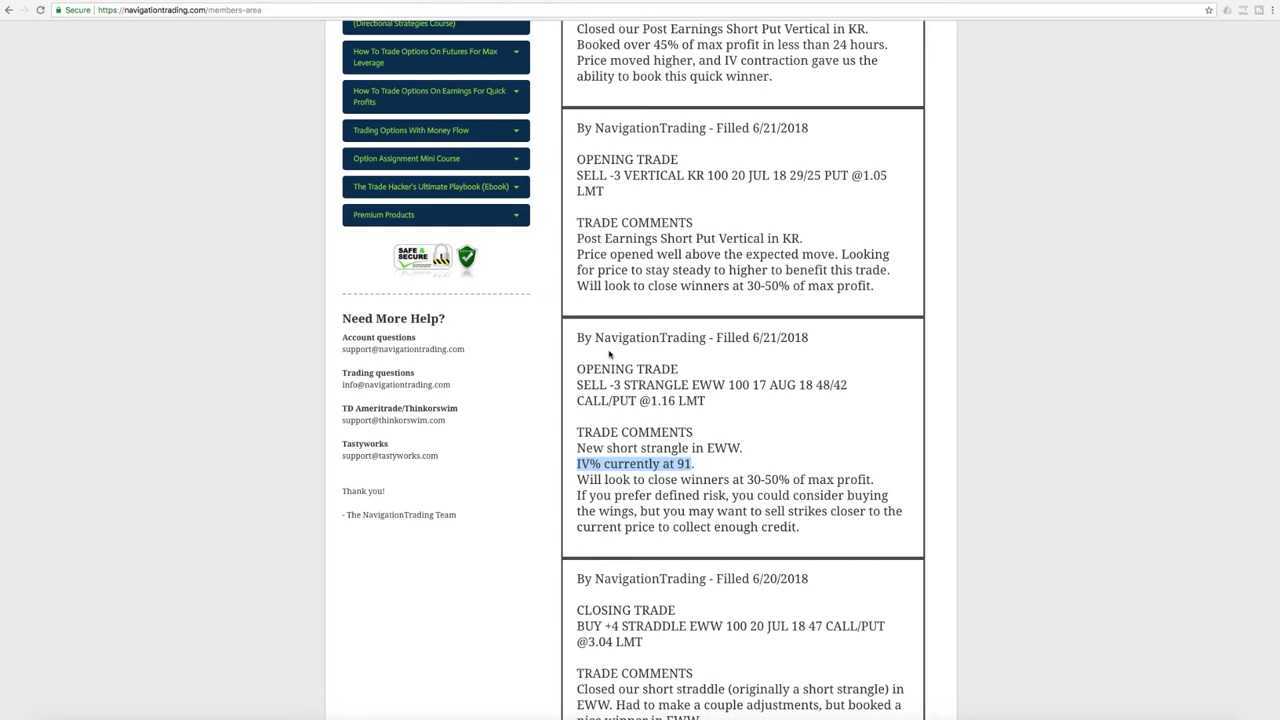 Secure
https://navigationtrading.com/members-area
(Directional Strategies Course)
How To Trade Options On Futures For Max
Leverage
How To Trade Options On Earnings For Quick
Profits
Trading Options With Money Flow
Option Assignment Mini Course
The Trade Hacker's Ultimate Playbook (Ebook)
Premium Products
SAFE &
SECURE
Need More Help?
Account questions
support@navigationtrading.com
Trading questions
info@navigationtrading.com
TD Ameritrade/Thinkorswim
support@thinkorswim.com
Tastyworks
support@tastyworks.com
Thank you!
- The NavigationTrading Team
Closed our Post Earnings Short Put Vertical in KR.
Booked over 45% of max profit in less than 24 hours.
Price moved higher, and IV contraction gave us the
ability to book this quick winner.
By NavigationTrading - Filled 6/21/2018
OPENING TRADE
SELL -3 VERTICAL KR 100 20 JUL 18 29/25 PUT @1.05
LMT
TRADE COMMENTS
Post Earnings Short Put Vertical in KR.
Price opened well above the expected move. Looking
for price to stay steady to higher to benefit this trade.
Will look to close winners at 30-50% of max profit.
By NavigationTrading - Filled 6/21/2018
OPENING TRADE
SELL -3 STRANGLE EWW 100 17 AUG 18 48/42
CALL/PUT @1.16 LMT
TRADE COMMENTS
New short strangle in EWW.
IV% currently at 91.
Will look to close winners at 30-50% of max profit.
If you prefer defined risk, you could consider buying
the wings, but you may want to sell strikes closer to the
current price to collect enough credit.
By NavigationTrading - Filled 6/20/2018
CLOSING TRADE
BUY +4 STRADDLE EWW 100 20 JUL 18 47 CALL/PUT
@3.04 LMT
TRADE COMMENTS
Closed our short straddle (originally a short strangle) in
EWW. Had to make a couple adjustments, but booked a
nice winner in EWW